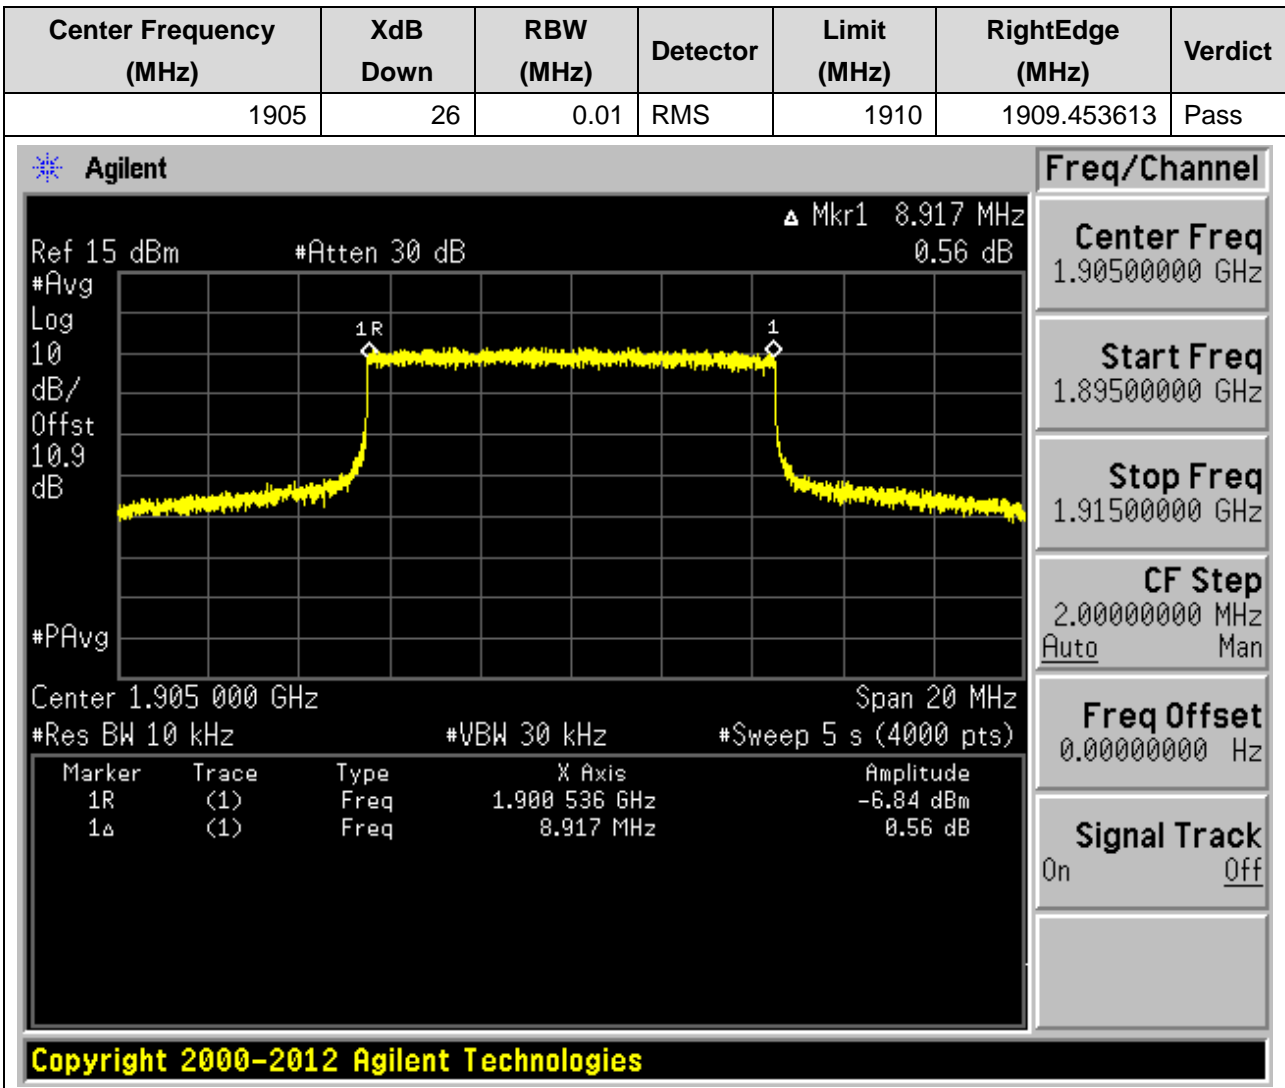 Center Frequency (MHz) XdB Down RBW (MHz) Detector Limit (MHz) RightEdge (MHz) Verdict
1905 26 0.01 RMS 1910 1909.453613 Pass
Agilent
Freq/Channel
Δ Mkr1 8.917 MHz
Ref 15 dBm #Atten 30 dB 0.56 dB
#Avg
Log
10
dB/
Offst
10.9
dB
#PAvg
1R
1
Center 1.905 000 GHz Span 20 MHz
#Res BW 10 kHz #VBW 30 kHz #Sweep 5 s (4000 pts)
Marker Trace Type X Axis Amplitude
1R (1) Freq 1.900 536 GHz -6.84 dBm
1Δ (1) Freq 8.917 MHz 0.56 dB
Center Freq
1.90500000 GHz
Start Freq
1.89500000 GHz
Stop Freq
1.91500000 GHz
CF Step
2.00000000 MHz
Auto Man
Freq Offset
0.00000000 Hz
Signal Track
On Off
Copyright 2000-2012 Agilent Technologies